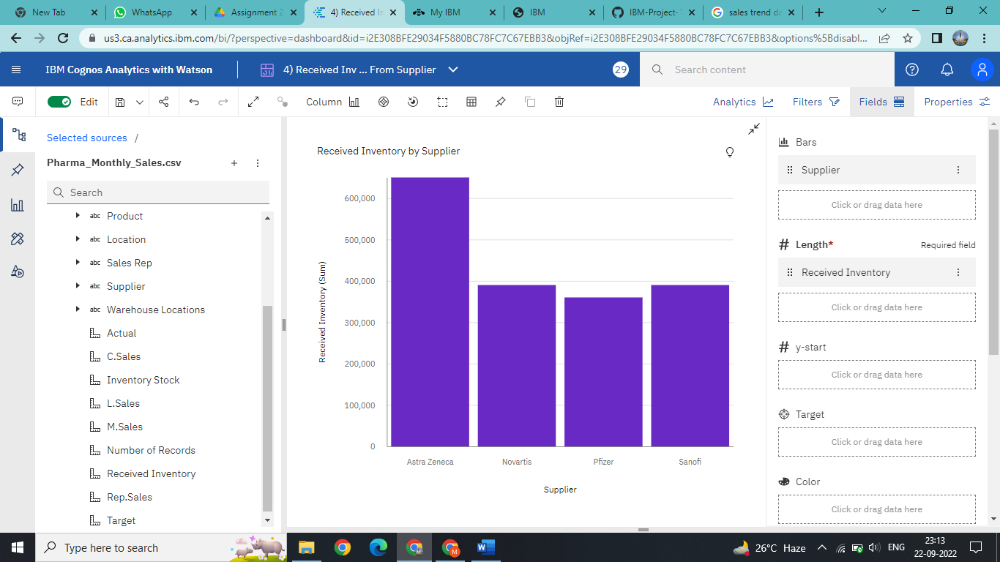 New Tab
WhatsApp
Assignment 2
4) Received In
My IBM
IBM
IBM-Project-1
sales trend da
us3.ca.analytics.ibm.com/bi/?perspective=dashboard&id=i2E308BFE29034F5880BC78FC7C67EBB3&objRef=i2E308BFE29034F5880BC78FC7C67EBB3&options%5Bdisabl...
IBM Cognos Analytics with Watson
4) Received Inv ... From Supplier
29
Search content
Edit
Column
Analytics
Filters
Fields
Properties
Selected sources /
Pharma_Monthly_Sales.csv
Search
abc Product
abc Location
abc Sales Rep
abc Supplier
abc Warehouse Locations
Actual
C.Sales
Inventory Stock
L.Sales
M.Sales
Number of Records
Received Inventory
Rep.Sales
Target
Received Inventory by Supplier
Received Inventory (Sum)
600,000
500,000
400,000
300,000
200,000
100,000
0
Astra Zeneca
Novartis
Pfizer
Sanofi
Supplier
Bars
Supplier
Click or drag data here
# Length*
Required field
Received Inventory
Click or drag data here
# y-start
Click or drag data here
Target
Click or drag data here
Color
Click or drag data here
Type here to search
M
W
26°C Haze
ENG
23:13
22-09-2022